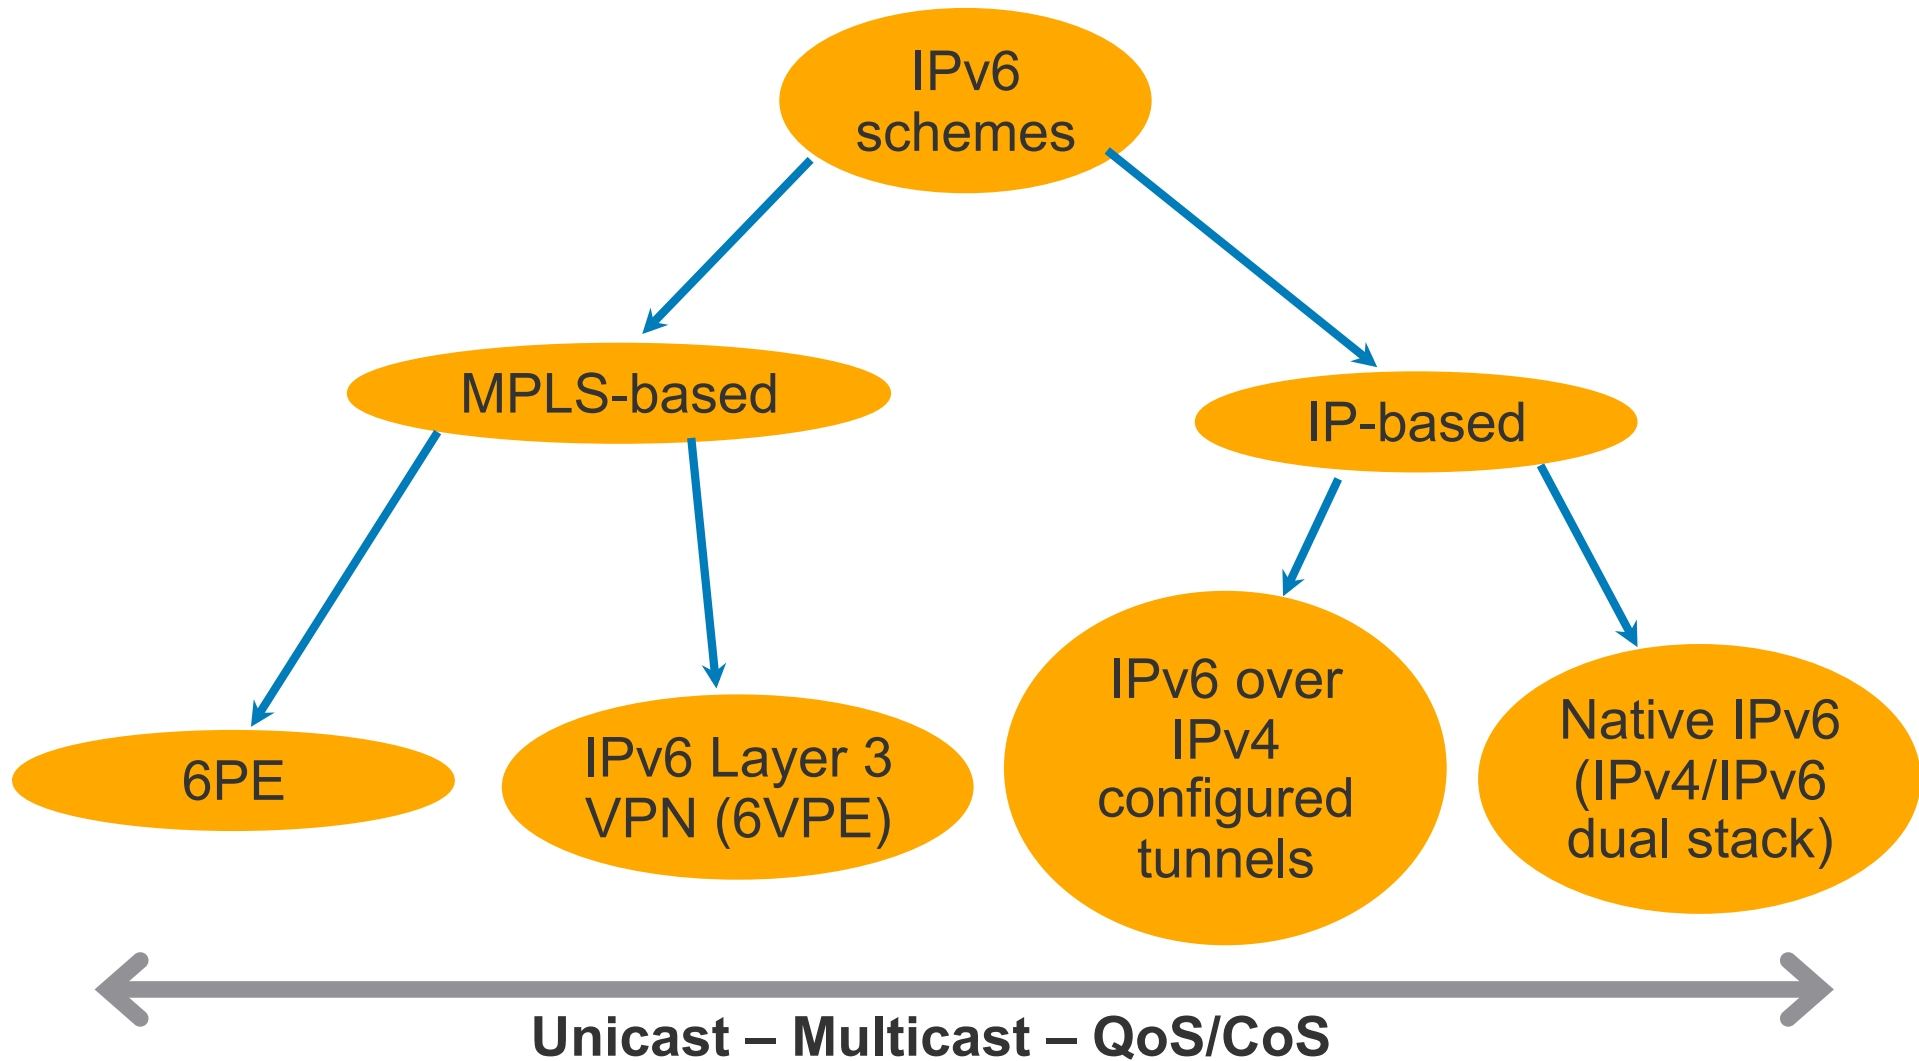 IPv6
schemes
MPLS-based
IP-based
6PE
IPv6 Layer 3
VPN (6VPE)
IPv6 over
IPv4
configured
tunnels
Native IPv6
(IPv4/IPv6
dual stack)
Unicast – Multicast – QoS/CoS